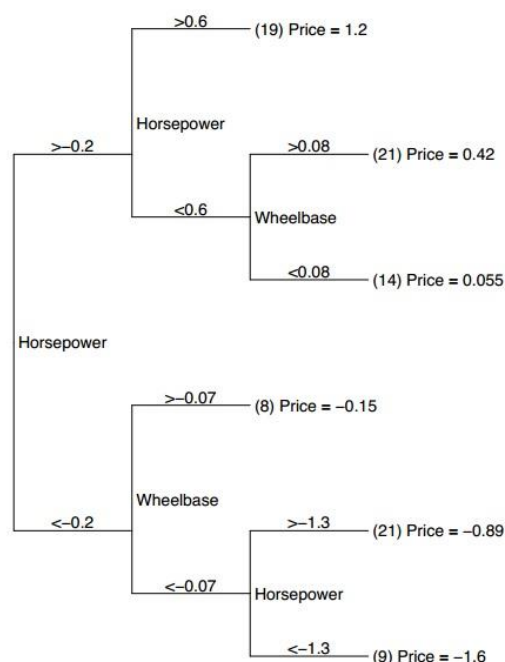 >0.6
(19) Price = 1.2
Horsepower
>−0.2
>0.08
(21) Price = 0.42
<0.6
Wheelbase
<0.08
(14) Price = 0.055
Horsepower
>−0.07
(8) Price = −0.15
Wheelbase
<−0.2
>−1.3
(21) Price = −0.89
<−0.07
Horsepower
<−1.3
(9) Price = −1.6